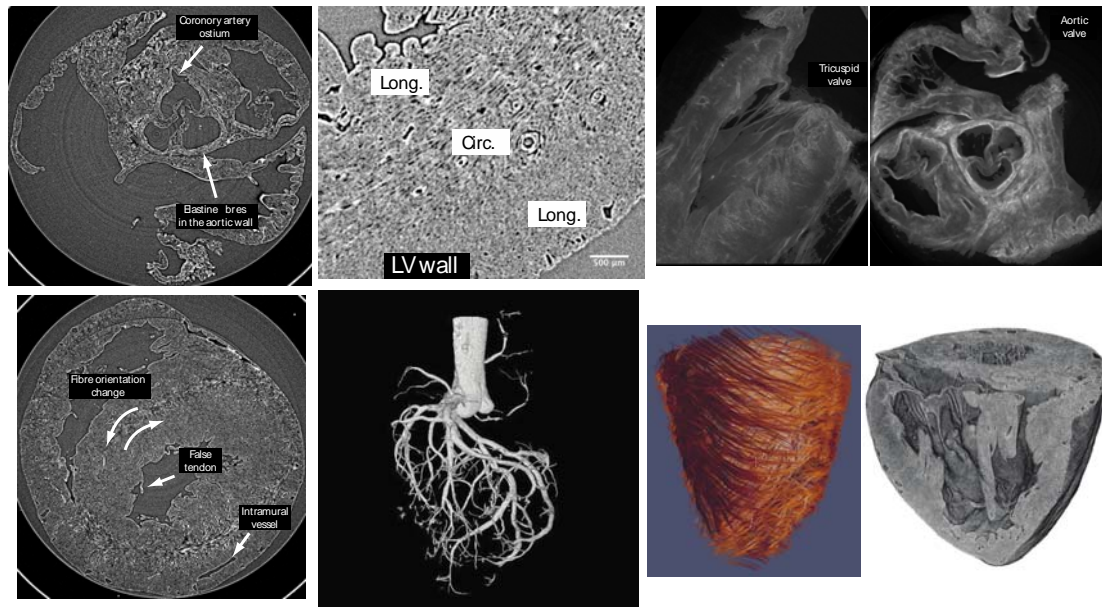 Coronory artery
ostium
Elastine bres
in the aortic wall
Long.
Circ.
Long.
LV wall
500 µm
Tricuspid
valve
Aortic
valve
Fibre orientation
change
False
tendon
Intramural
vessel